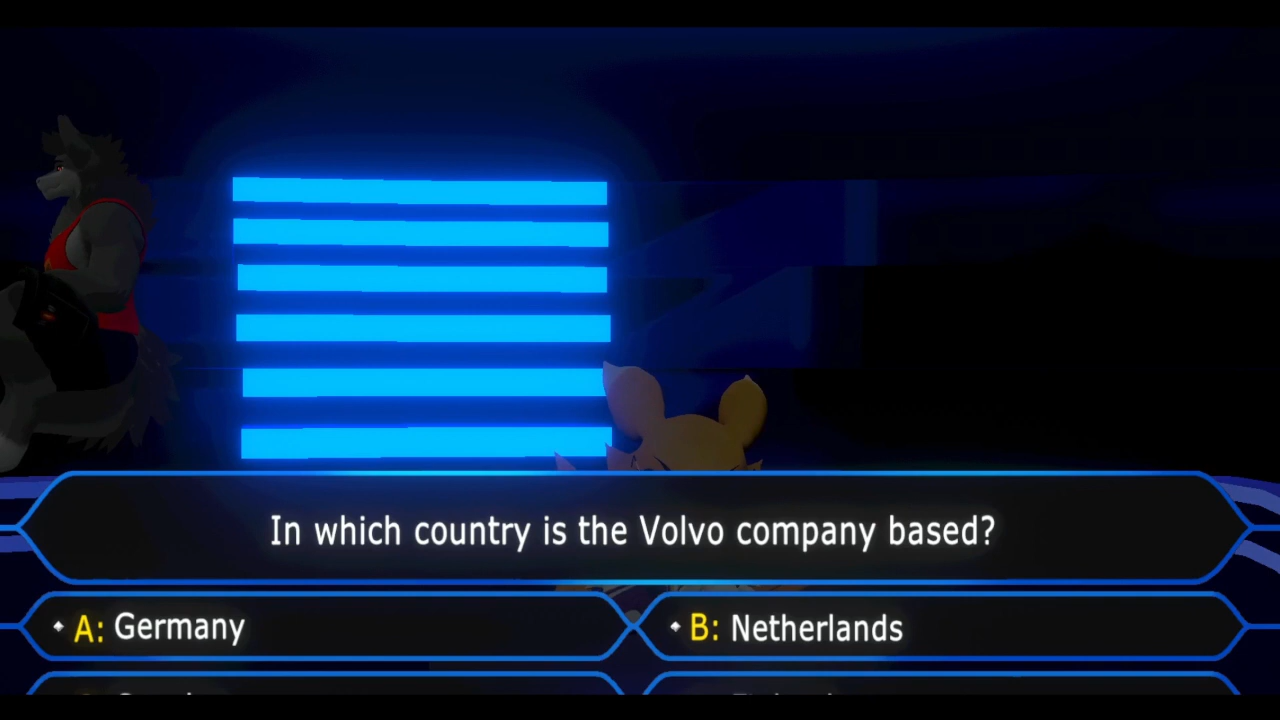 In which country is the Volvo company based?
A: Germany
B: Netherlands